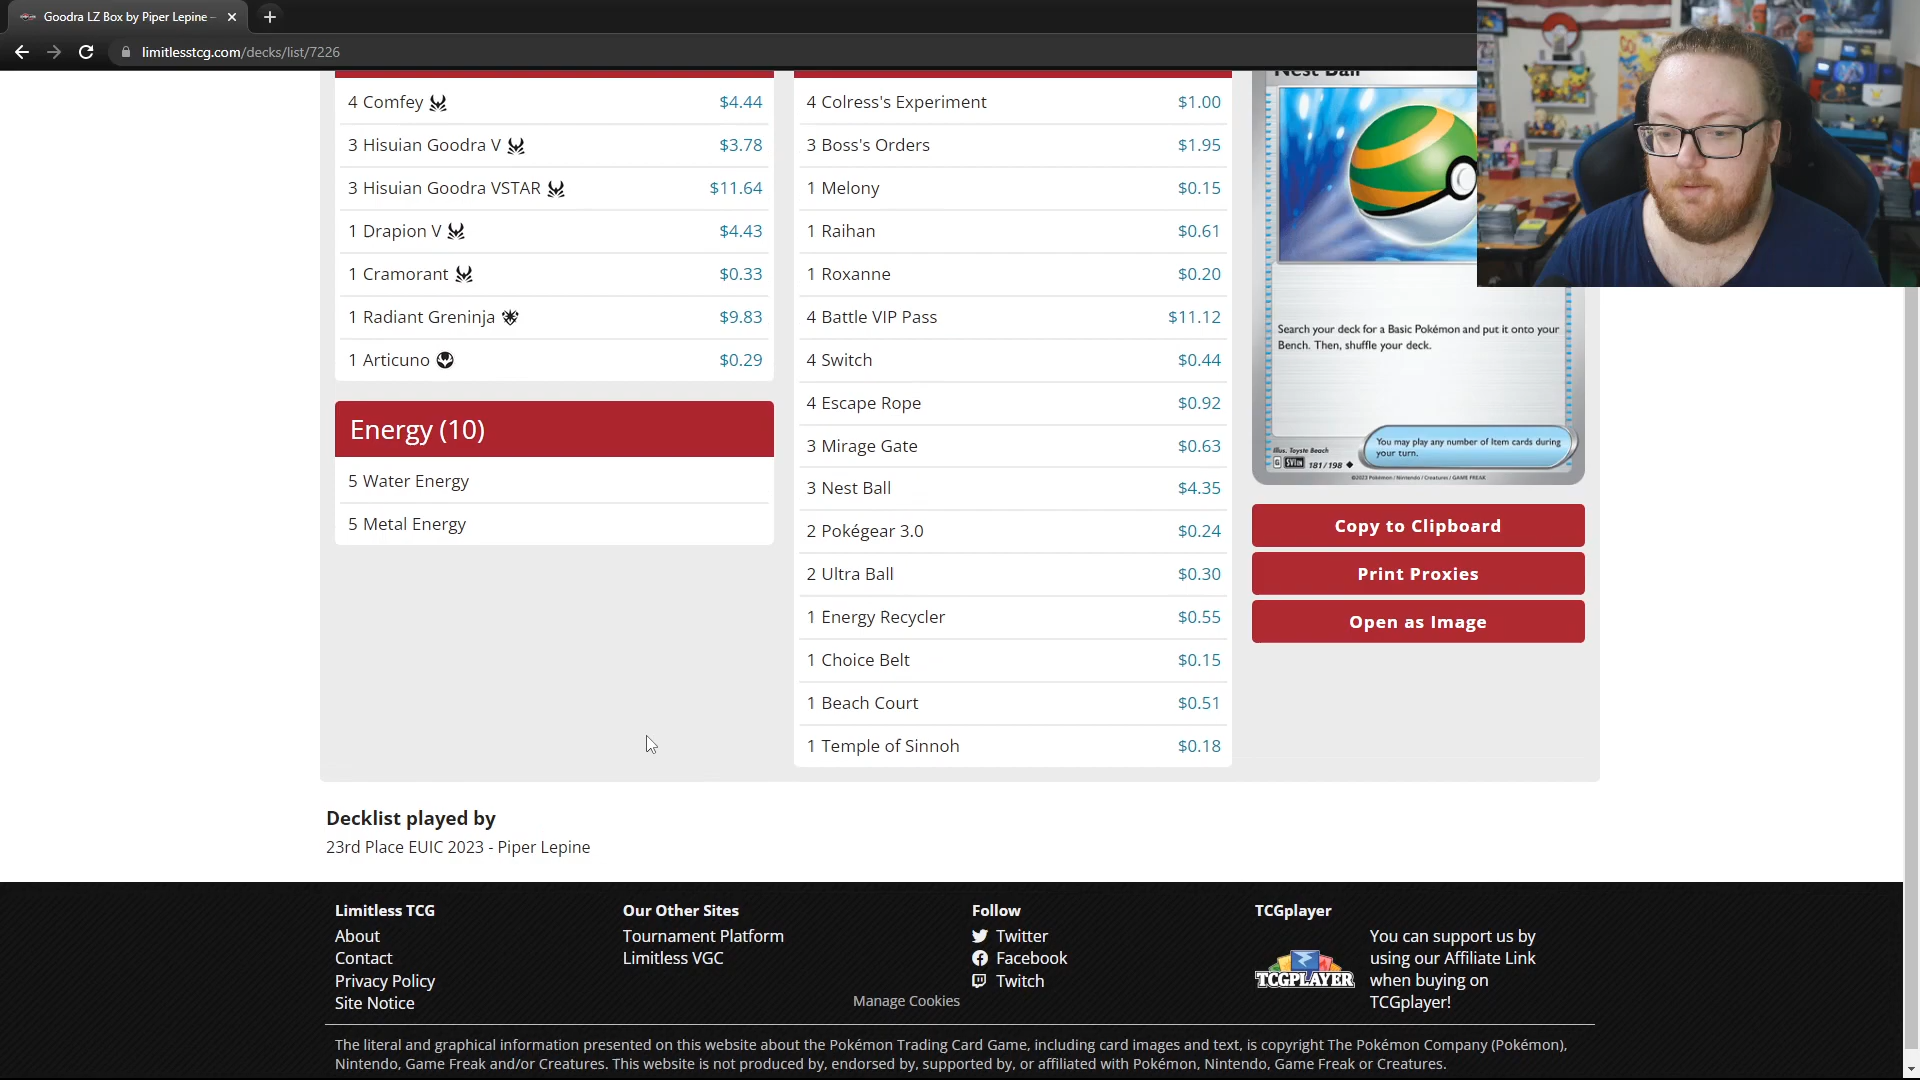 Goodra LZ Box by Piper Lepine –
limitlesstcg.com/decks/list/7226
4 Comfey $4.44
3 Hisuian Goodra V $3.78
3 Hisuian Goodra VSTAR $11.64
1 Drapion V $4.43
1 Cramorant $0.33
1 Radiant Greninja $9.83
1 Articuno $0.29
Energy (10)
5 Water Energy
5 Metal Energy
4 Colress's Experiment $1.00
3 Boss's Orders $1.95
1 Melony $0.15
1 Raihan $0.61
1 Roxanne $0.20
4 Battle VIP Pass $11.12
4 Switch $0.44
4 Escape Rope $0.92
3 Mirage Gate $0.63
3 Nest Ball $4.35
2 Pokégear 3.0 $0.24
2 Ultra Ball $0.30
1 Energy Recycler $0.55
1 Choice Belt $0.15
1 Beach Court $0.51
1 Temple of Sinnoh $0.18
Nest Ball
Search your deck for a Basic Pokémon and put it onto your
Bench. Then, shuffle your deck.
You may play any number of Item cards during
your turn.
Illus. Toyste Beach
G SVI EN 181/198
©2023 Pokémon / Nintendo / Creatures / GAME FREAK
Copy to Clipboard
Print Proxies
Open as Image
Decklist played by
23rd Place EUIC 2023 - Piper Lepine
Limitless TCG
About
Contact
Privacy Policy
Site Notice
Our Other Sites
Tournament Platform
Limitless VGC
Follow
Twitter
Facebook
Twitch
Manage Cookies
TCGplayer
TCGPLAYER
You can support us by
using our Affiliate Link
when buying on
TCGplayer!
The literal and graphical information presented on this website about the Pokémon Trading Card Game, including card images and text, is copyright The Pokémon Company (Pokémon),
Nintendo, Game Freak and/or Creatures. This website is not produced by, endorsed by, supported by, or affiliated with Pokémon, Nintendo, Game Freak or Creatures.